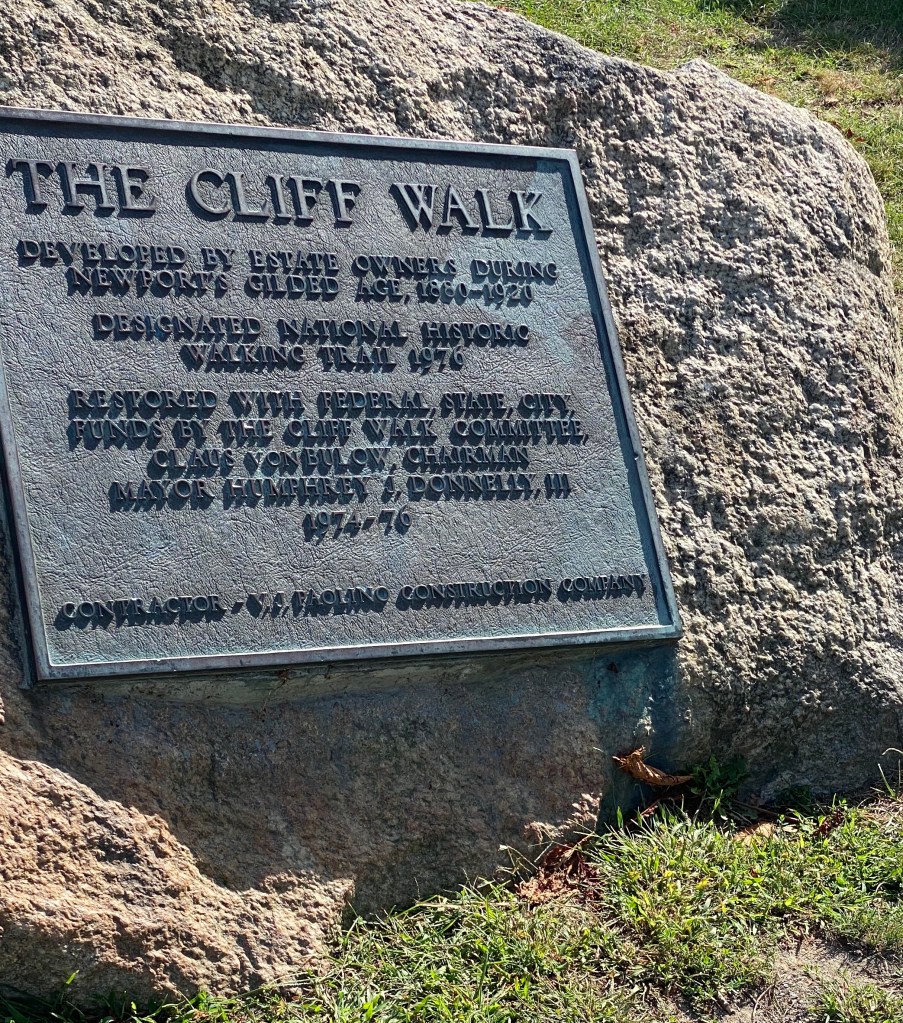 THE CLIFF WALK
DEVELOPED BY ESTATE OWNERS DURING
NEWPORT'S GILDED AGE, 1860-1920
DESIGNATED NATIONAL HISTORIC
WALKING TRAIL 1976
RESTORED WITH FEDERAL, STATE, CITY,
FUNDS BY THE CLIFF WALK COMMITTEE,
CLAUS VON BULOW, CHAIRMAN
MAYOR HUMPHREY J, DONNELLY, III
1974-76
CONTRACTOR - PAOLINO CONSTRUCTION COMPANY